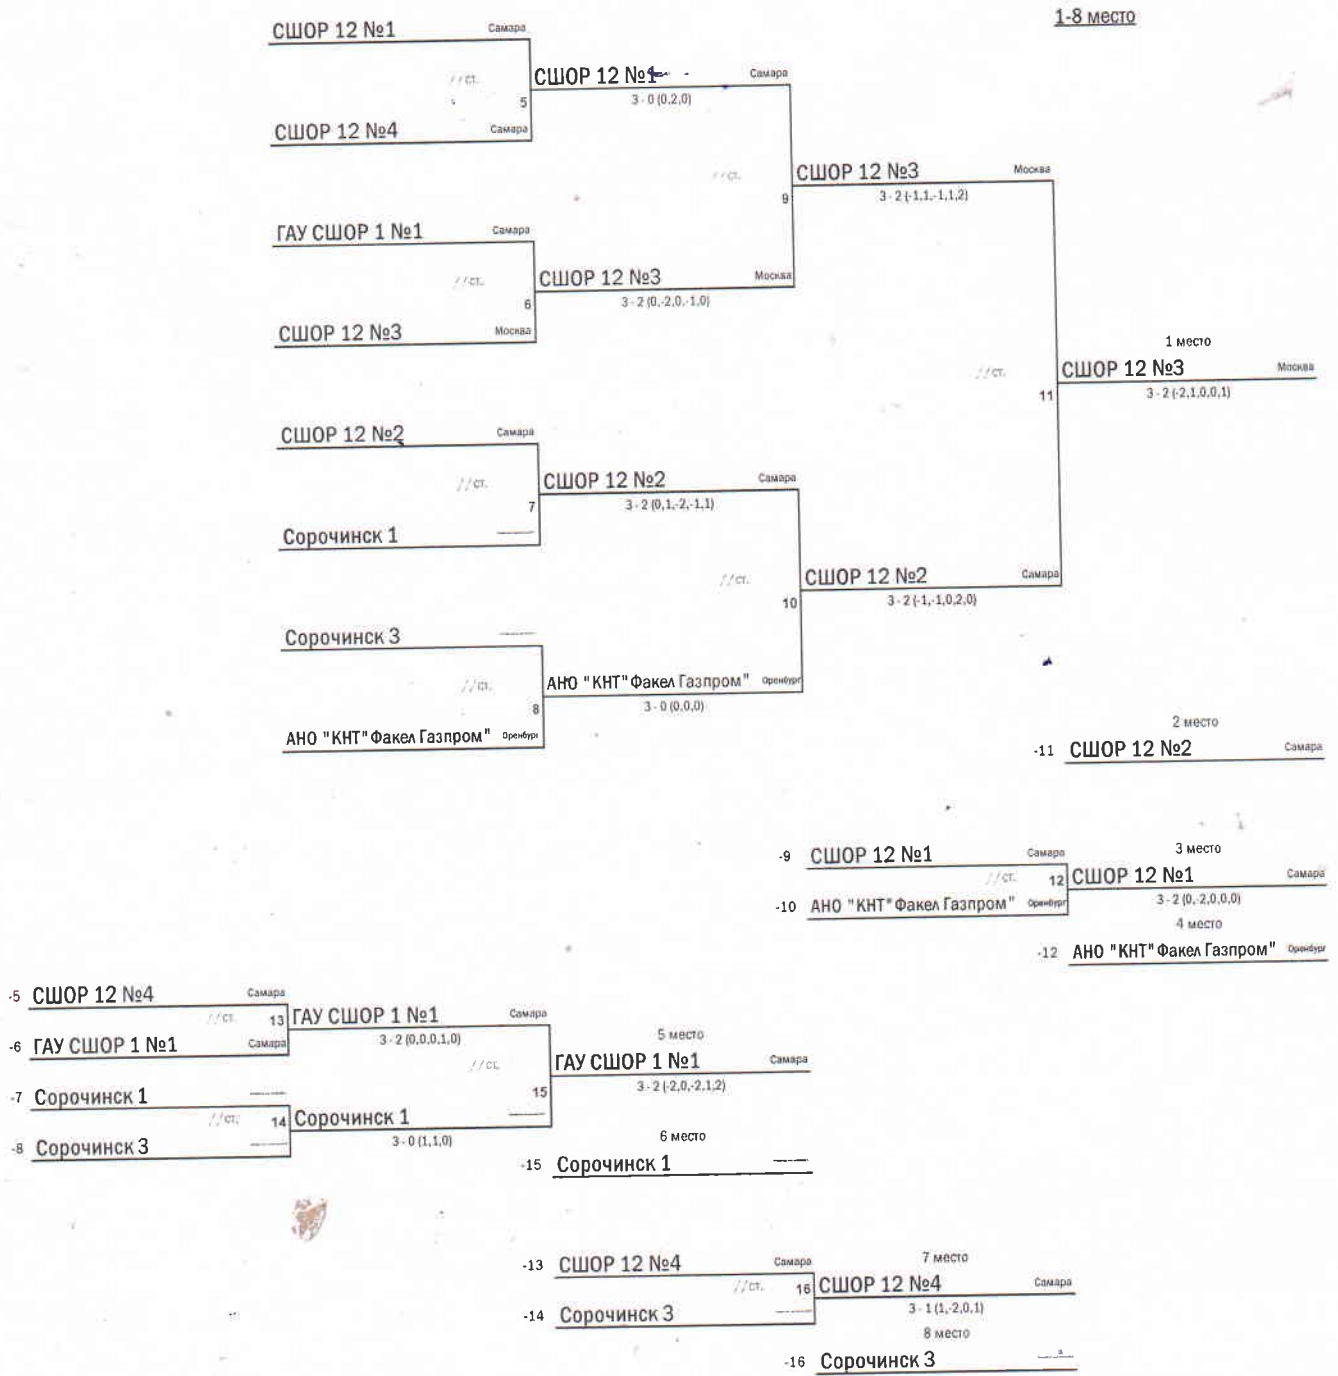 1-8 место
СШОР 12 №1 Самара
//ст. СШОР 12 №1 Самара
5 3 - 0 (0,2,0)
СШОР 12 №4 Самара
//ст. СШОР 12 №3 Москва
9 3 - 2 (-1,1,-1,1,2)
ГАУ СШОР 1 №1 Самара
//ст. СШОР 12 №3 Москва
6 3 - 2 (0,-2,0,-1,0)
СШОР 12 №3 Москва
1 место
//ст. СШОР 12 №3 Москва
11 3 - 2 (-2,1,0,0,1)
СШОР 12 №2 Самара
//ст. СШОР 12 №2 Самара
7 3 - 2 (0,1,-2,-1,1)
Сорочинск 1
//ст. СШОР 12 №2 Самара
10 3 - 2 (-1,-1,0,2,0)
Сорочинск 3
//ст. АНО "КНТ"Факел Газпром" Оренбург
8 3 - 0 (0,0,0)
АНО "КНТ"Факел Газпром" Оренбург
2 место
-11 СШОР 12 №2 Самара
-9 СШОР 12 №1 Самара 3 место
//ст. 12 СШОР 12 №1 Самара
-10 АНО "КНТ"Факел Газпром" Оренбург 3 - 2 (0,-2,0,0,0)
4 место
-12 АНО "КНТ"Факел Газпром" Оренбург
-5 СШОР 12 №4 Самара
//ст. 13 ГАУ СШОР 1 №1 Самара
-6 ГАУ СШОР 1 №1 Самара 3 - 2 (0,0,0,1,0)
5 место
//ст. ГАУ СШОР 1 №1 Самара
15 3 - 2 (-2,0,-2,1,2)
-7 Сорочинск 1
//ст. 14 Сорочинск 1
-8 Сорочинск 3 3 - 0 (1,1,0)
6 место
-15 Сорочинск 1
-13 СШОР 12 №4 Самара 7 место
//ст. 16 СШОР 12 №4 Самара
-14 Сорочинск 3 3 - 1 (1,-2,0,1)
8 место
-16 Сорочинск 3